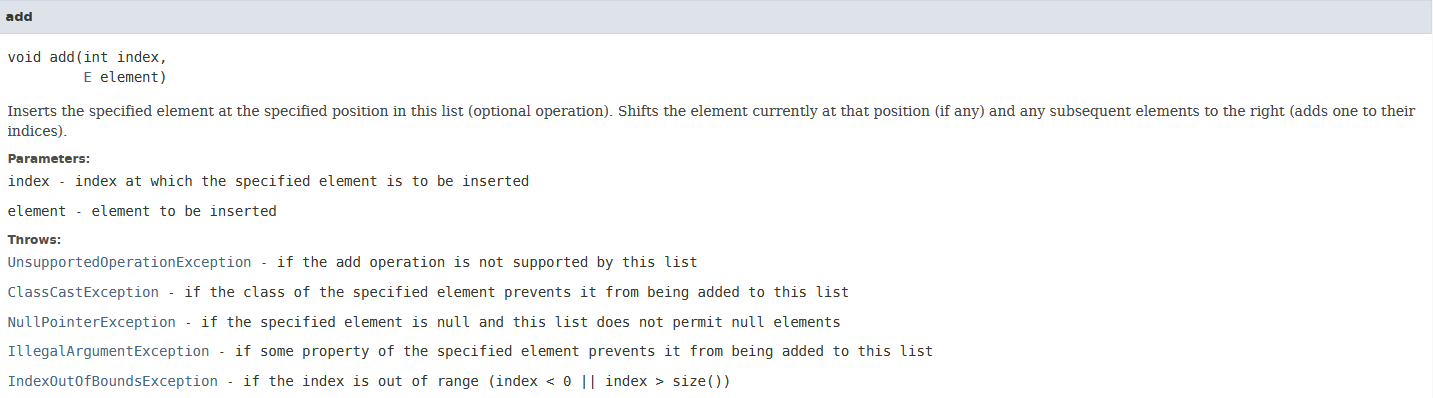 add
void add(int index,
E element)
Inserts the specified element at the specified position in this list (optional operation). Shifts the element currently at that position (if any) and any subsequent elements to the right (adds one to their
indices).
Parameters:
index - index at which the specified element is to be inserted
element - element to be inserted
Throws:
UnsupportedOperationException - if the add operation is not supported by this list
ClassCastException - if the class of the specified element prevents it from being added to this list
NullPointerException - if the specified element is null and this list does not permit null elements
IllegalArgumentException - if some property of the specified element prevents it from being added to this list
IndexOutOfBoundsException - if the index is out of range (index < 0 || index > size())